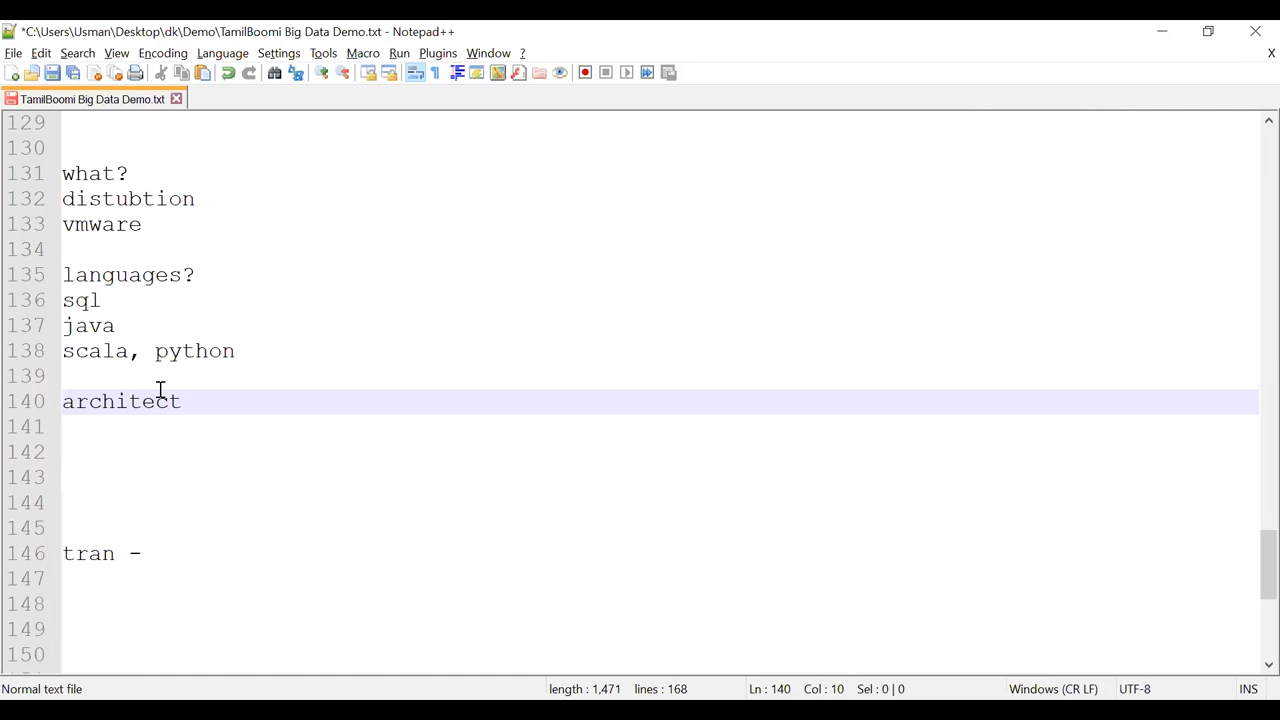 *C:\Users\Usman\Desktop\dk\Demo\TamilBoomi Big Data Demo.txt - Notepad++
File Edit Search View Encoding Language Settings Tools Macro Run Plugins Window ? X
TamilBoomi Big Data Demo.txt
129
130
131 what?
132 distubtion
133 vmware
134
135 languages?
136 sql
137 java
138 scala, python
139
140 architect
141
142
143
144
145
146 tran -
147
148
149
150
Normal text file length : 1,471 lines : 168 Ln : 140 Col : 10 Sel : 0 | 0 Windows (CR LF) UTF-8 INS